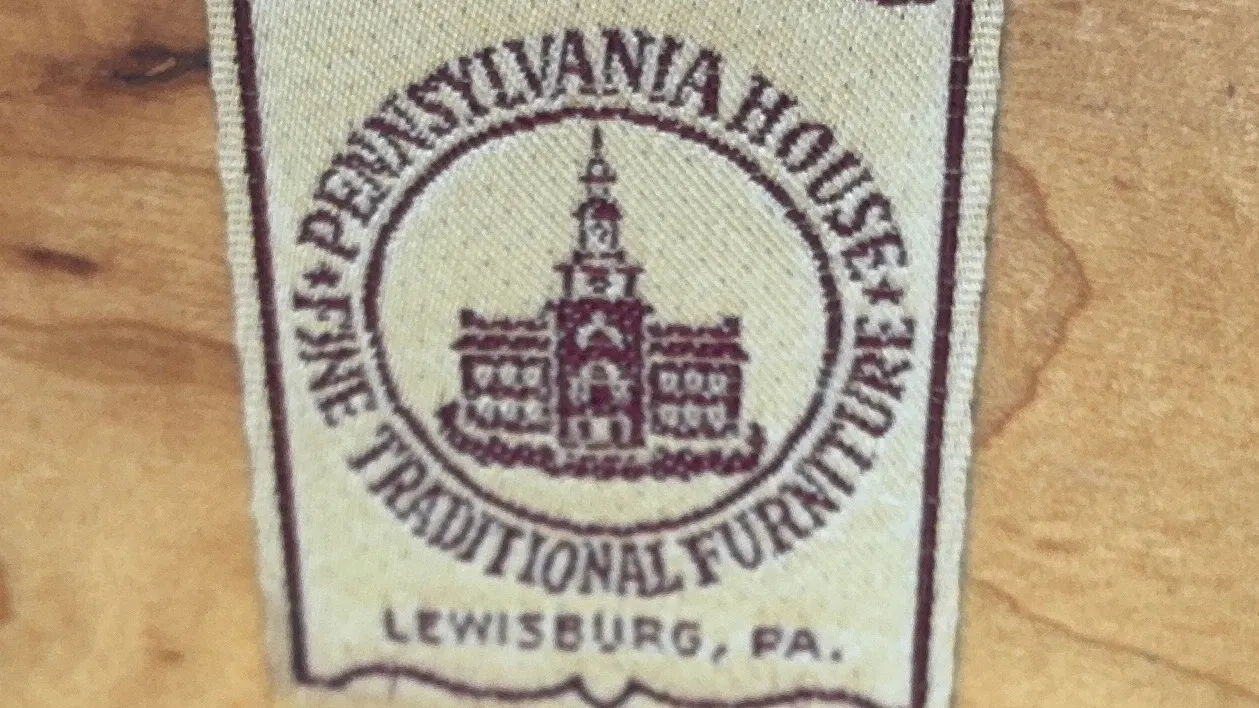 ★ PENNSYLVANIA HOUSE ★
FINE TRADITIONAL FURNITURE
LEWISBURG, PA.